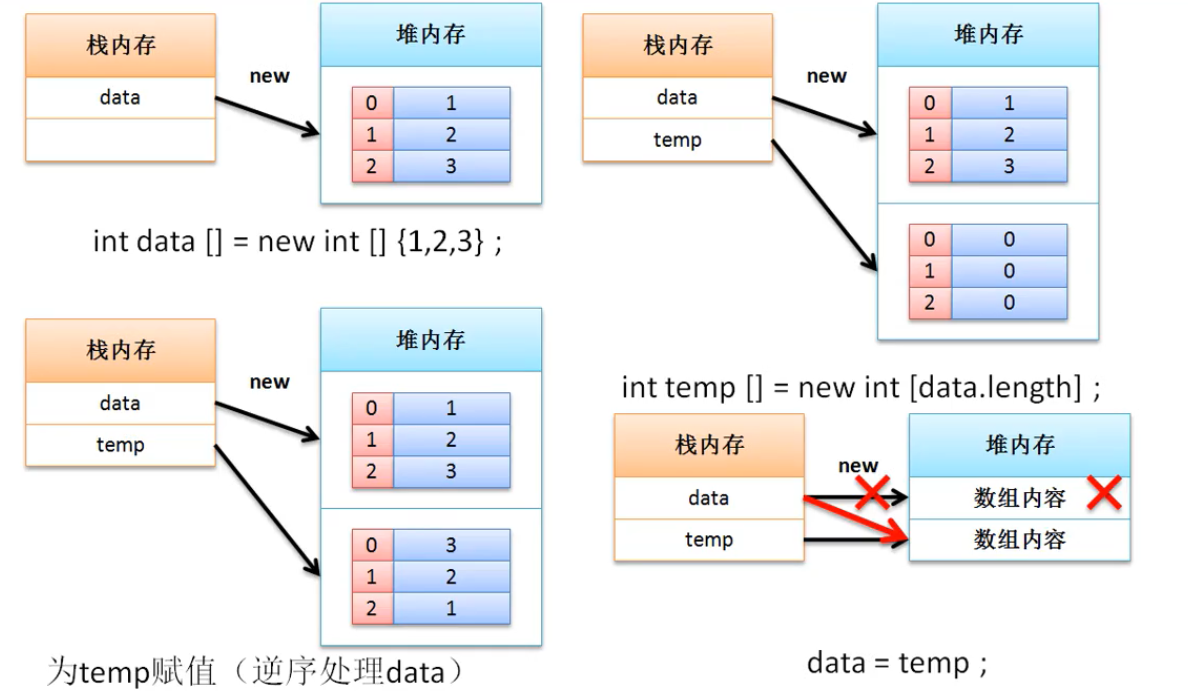 栈内存
data
new
堆内存
0 1
1 2
2 3
int data [] = new int [] {1,2,3} ;
栈内存
data
temp
new
堆内存
0 1
1 2
2 3
0 0
1 0
2 0
int temp [] = new int [data.length] ;
栈内存
data
temp
new
堆内存
0 1
1 2
2 3
0 3
1 2
2 1
为temp赋值（逆序处理data）
栈内存
data
temp
new
堆内存
数组内容
数组内容
data = temp ;